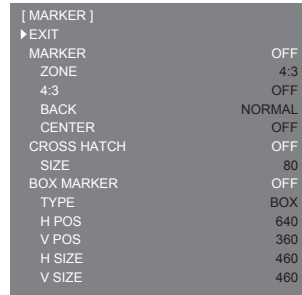 [ MARKER ]
▶EXIT
MARKER OFF
ZONE 4:3
4:3 OFF
BACK NORMAL
CENTER OFF
CROSS HATCH OFF
SIZE 80
BOX MARKER OFF
TYPE BOX
H POS 640
V POS 360
H SIZE 460
V SIZE 460